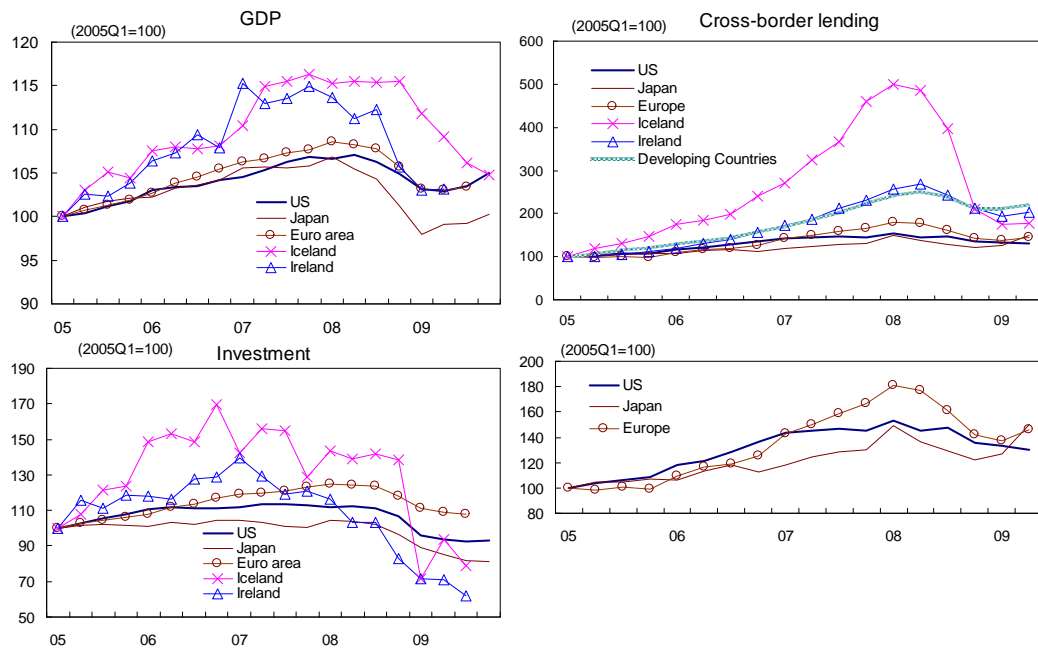 GDP
(2005Q1=100)
120
115
110
105
100
95
90
US
Japan
Euro area
Iceland
Ireland
05 06 07 08 09
Cross-border lending
(2005Q1=100)
600
500
400
300
200
100
0
US
Japan
Europe
Iceland
Ireland
Developing Countries
05 06 07 08 09
(2005Q1=100)
Investment
190
170
150
130
110
90
70
50
US
Japan
Euro area
Iceland
Ireland
05 06 07 08 09
(2005Q1=100)
200
180
160
140
120
100
80
US
Japan
Europe
05 06 07 08 09